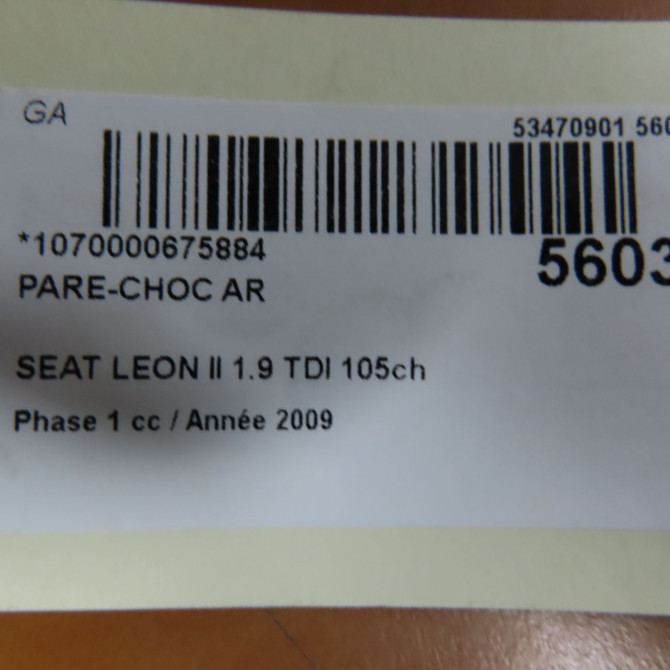 GA
53470901 560
*1070000675884
5603
PARE-CHOC AR
SEAT LEON II 1.9 TDI 105ch
Phase 1 cc / Année 2009